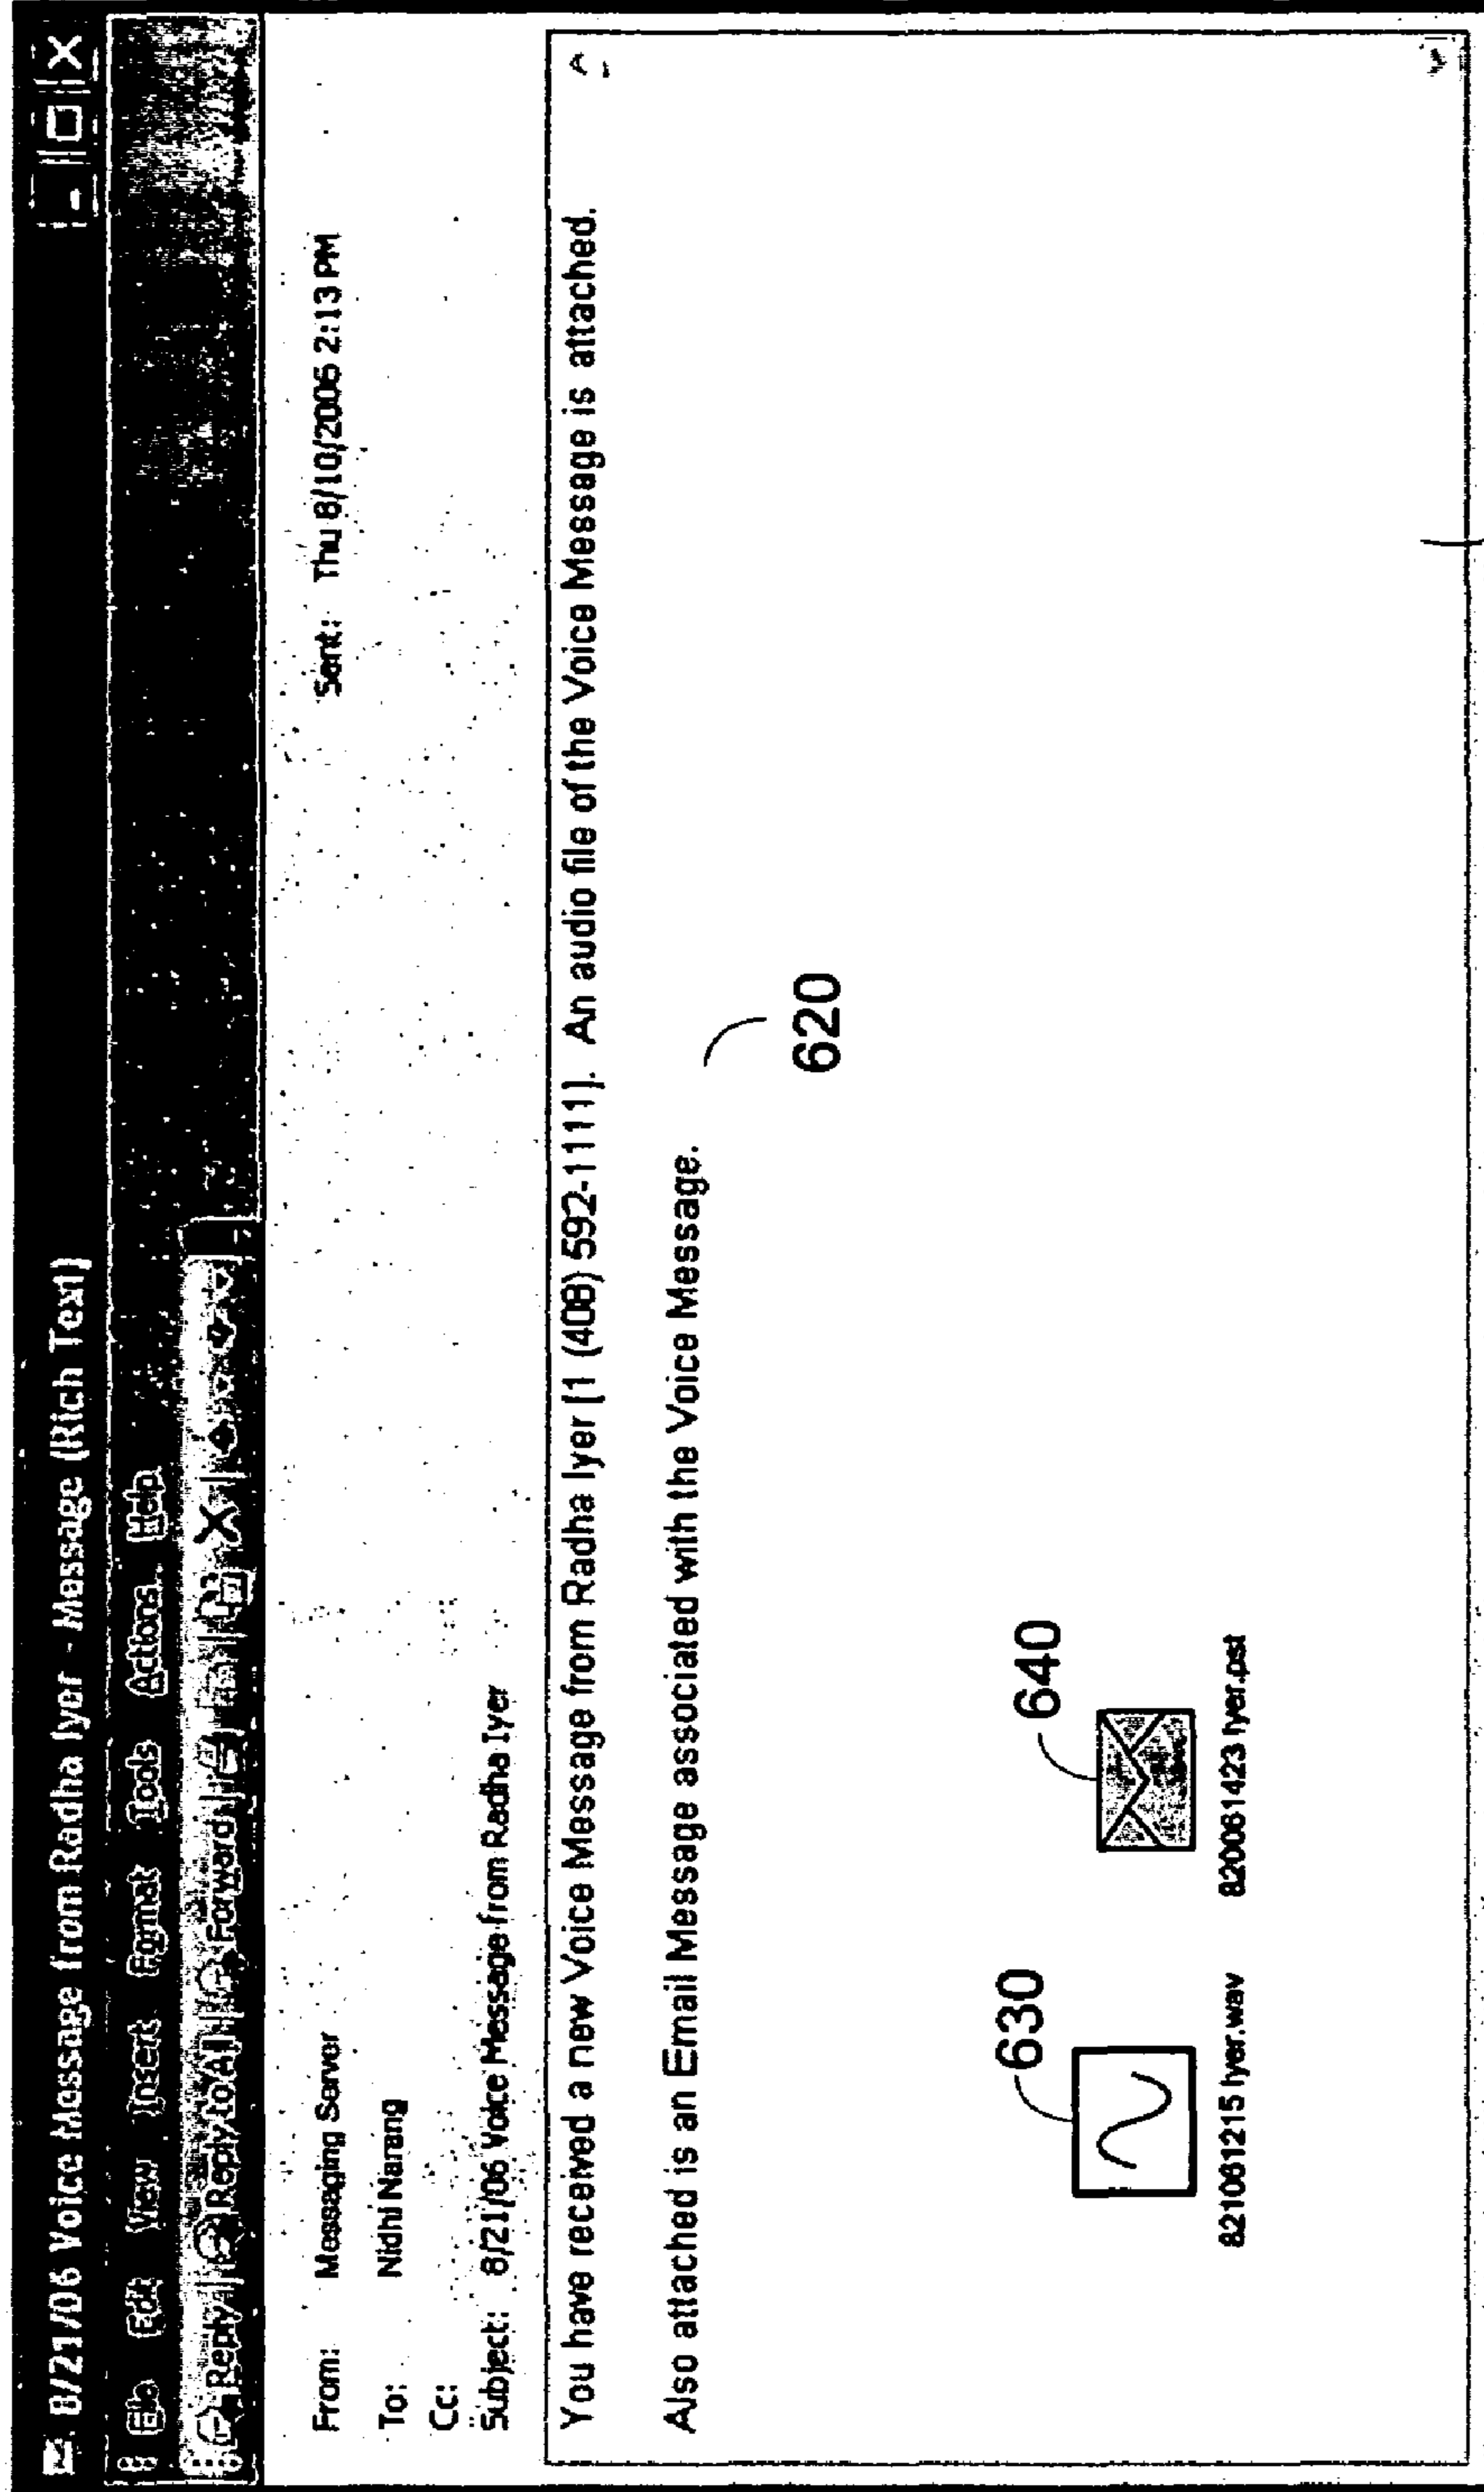 8/21/06 Voice Message from Radha Iyer - Message (Rich Text)
File Edit View Insert Format Tools Actions Help
Reply Reply to All Forward
From: Messaging Server Sent: Thu 8/10/2006 2:13 PM
To: Nidhi Narang
Cc:
Subject: 8/21/06 Voice Message from Radha Iyer
You have received a new Voice Message from Radha Iyer [1 (408) 592-1111]. An audio file of the Voice Message is attached.
Also attached is an Email Message associated with the Voice Message.
620
630
640
821061215 Iyer.wav
820061423 Iyer.pst